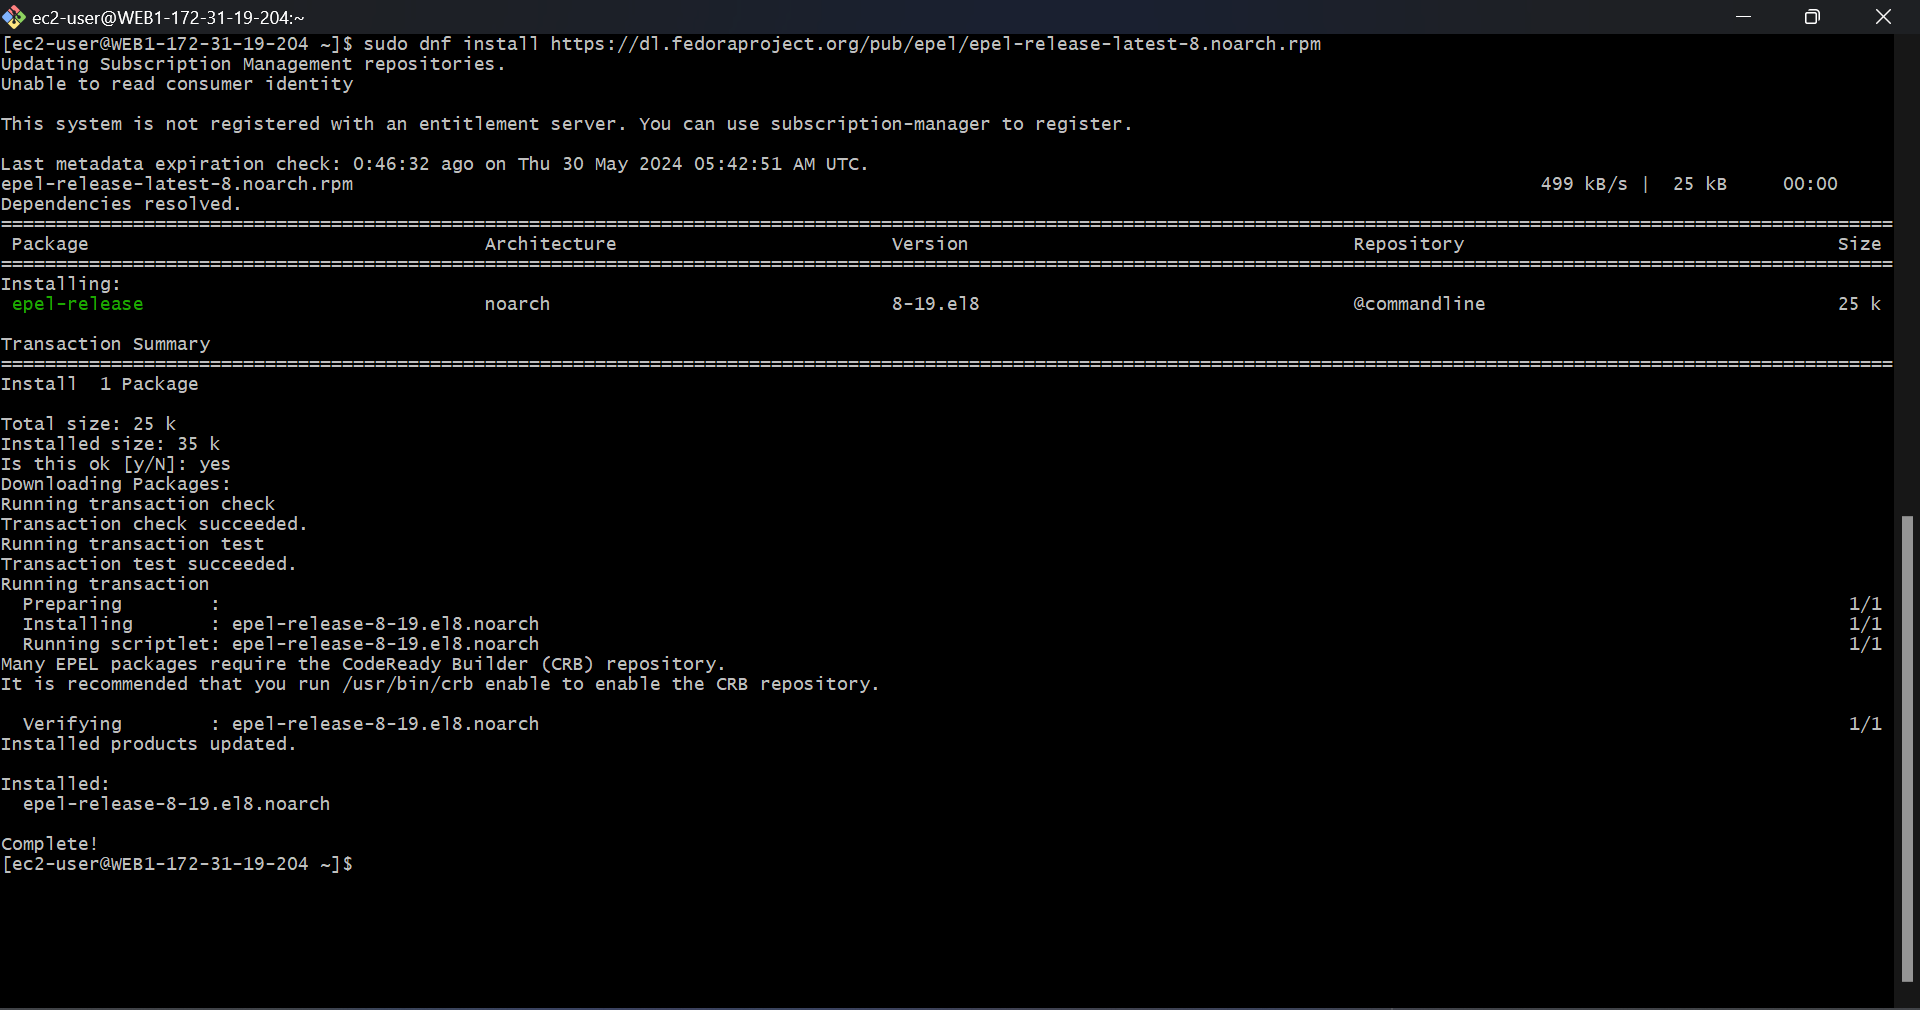 ec2-user@WEB1-172-31-19-204:~
[ec2-user@WEB1-172-31-19-204 ~]$ sudo dnf install https://dl.fedoraproject.org/pub/epel/epel-release-latest-8.noarch.rpm
Updating Subscription Management repositories.
Unable to read consumer identity
This system is not registered with an entitlement server. You can use subscription-manager to register.
Last metadata expiration check: 0:46:32 ago on Thu 30 May 2024 05:42:51 AM UTC.
epel-release-latest-8.noarch.rpm 499 kB/s | 25 kB 00:00
Dependencies resolved.
Package Architecture Version Repository Size
Installing:
epel-release noarch 8-19.el8 @commandline 25 k
Transaction Summary
Install 1 Package
Total size: 25 k
Installed size: 35 k
Is this ok [y/N]: yes
Downloading Packages:
Running transaction check
Transaction check succeeded.
Running transaction test
Transaction test succeeded.
Running transaction
Preparing : 1/1
Installing : epel-release-8-19.el8.noarch 1/1
Running scriptlet: epel-release-8-19.el8.noarch 1/1
Many EPEL packages require the CodeReady Builder (CRB) repository.
It is recommended that you run /usr/bin/crb enable to enable the CRB repository.
Verifying : epel-release-8-19.el8.noarch 1/1
Installed products updated.
Installed:
epel-release-8-19.el8.noarch
Complete!
[ec2-user@WEB1-172-31-19-204 ~]$